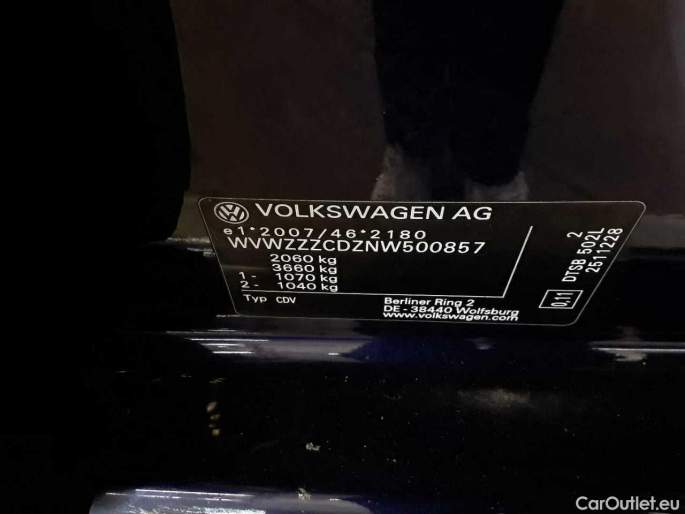 VOLKSWAGEN AG
e1*2007/46*2180
WVWZZZCDZNW500857
2060 kg
3660 kg
1- 1070 kg
2- 1040 kg
Typ CDV
Berliner Ring 2
DE - 38440 Wolfsburg
www.volkswagen.com
2
DTSB 502L
2511228
0,11
CarOutlet.eu